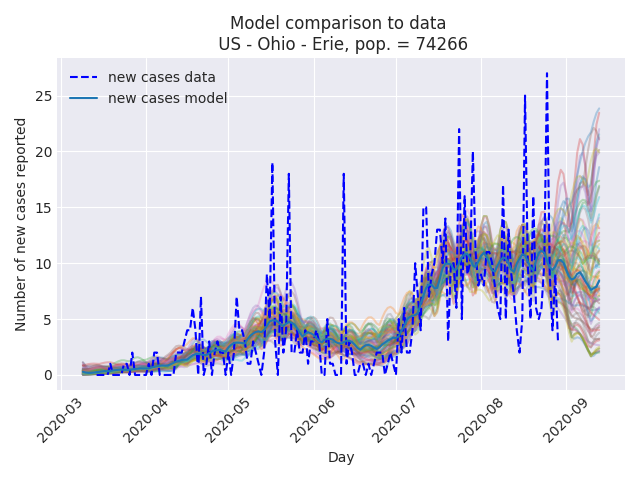 Model comparison to data
US - Ohio - Erie, pop. = 74266
new cases data
new cases model
Number of new cases reported
25
20
15
10
5
0
2020-03
2020-04
2020-05
2020-06
2020-07
2020-08
2020-09
Day